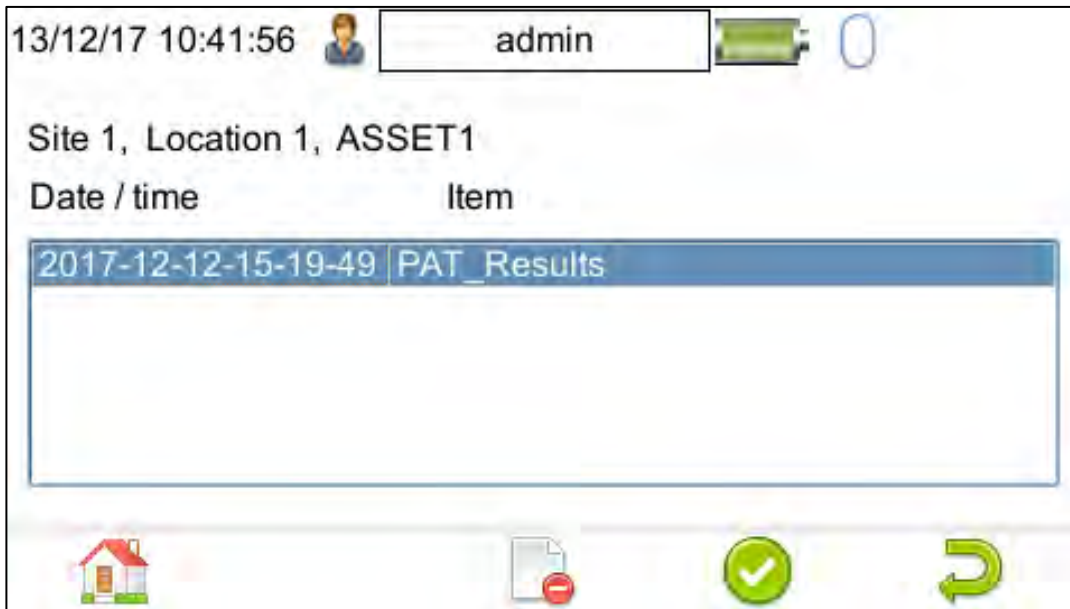 13/12/17 10:41:56 admin
Site 1, Location 1, ASSET1
Date / time Item
2017-12-12-15-19-49 PAT_Results